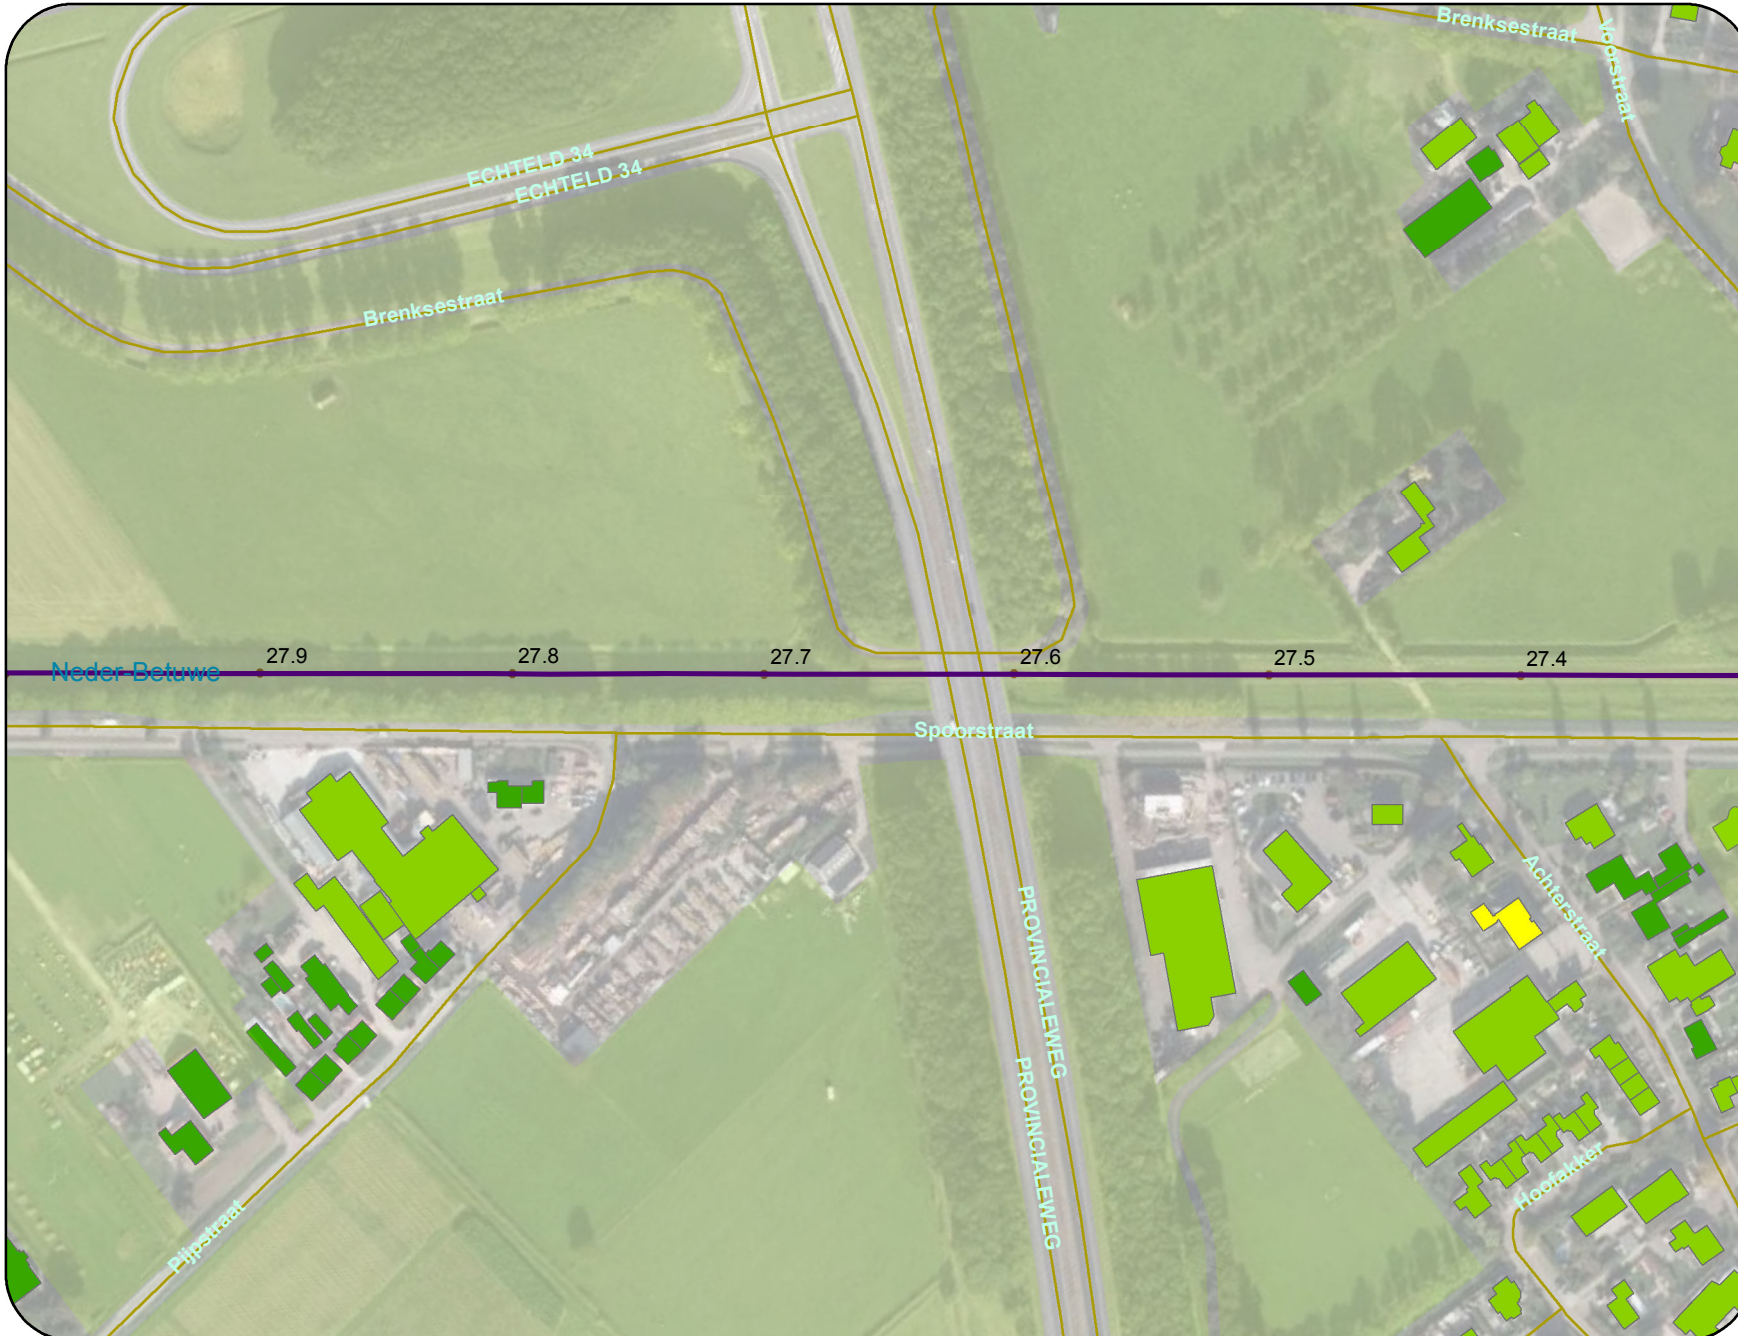 Brenksestraat
Voorstraat
ECHTELD 34
ECHTELD 34
Brenksestraat
Neder-Betuwe
27.9
27.8
27.7
27.6
27.5
27.4
Spoorstraat
Achterstraat
PROVINCIALEWEG
PROVINCIALEWEG
Hoofakker
Pijpstraat